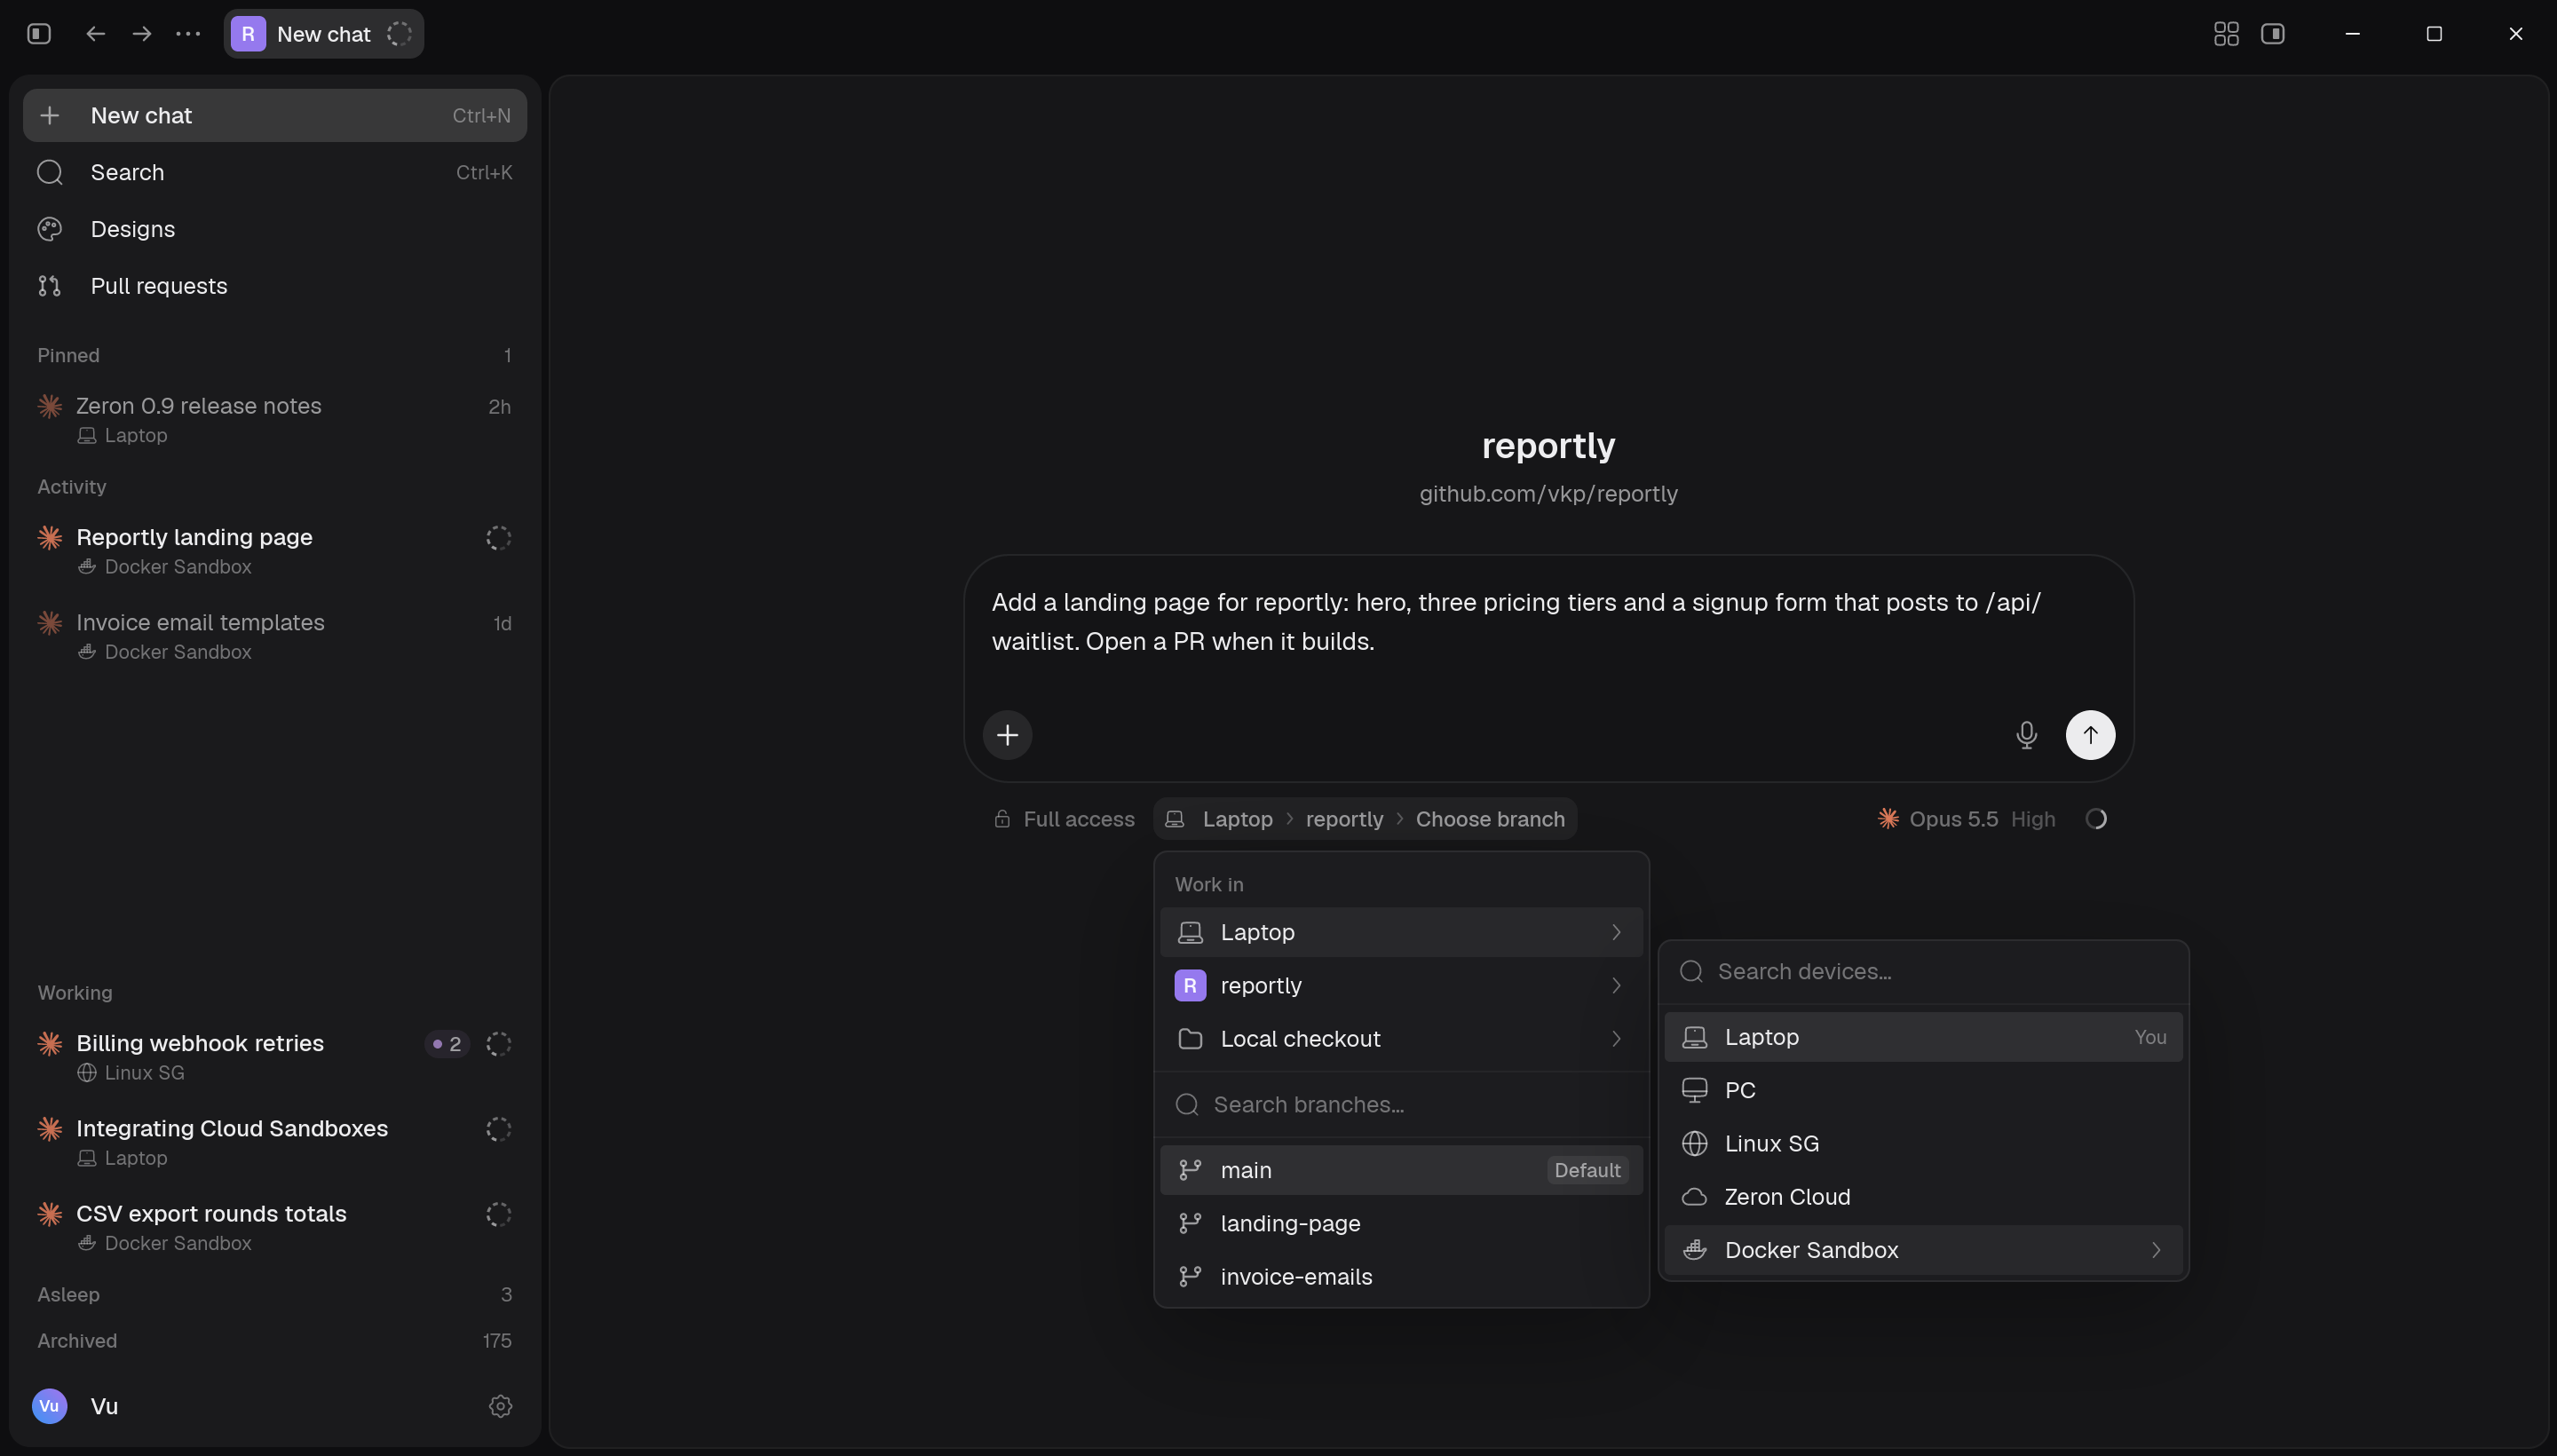 R New chat
New chat Ctrl+N
Search Ctrl+K
Designs
Pull requests
Pinned 1
Zeron 0.9 release notes 2h
Laptop
Activity
Reportly landing page
Docker Sandbox
Invoice email templates 1d
Docker Sandbox
Working
Billing webhook retries 2
Linux SG
Integrating Cloud Sandboxes
Laptop
CSV export rounds totals
Docker Sandbox
Asleep 3
Archived 175
Vu Vu
reportly
github.com/vkp/reportly
Add a landing page for reportly: hero, three pricing tiers and a signup form that posts to /api/
waitlist. Open a PR when it builds.
Full access Laptop reportly Choose branch Opus 5.5 High
Work in
Laptop
R reportly
Local checkout
Search branches...
main Default
landing-page
invoice-emails
Search devices...
Laptop You
PC
Linux SG
Zeron Cloud
Docker Sandbox